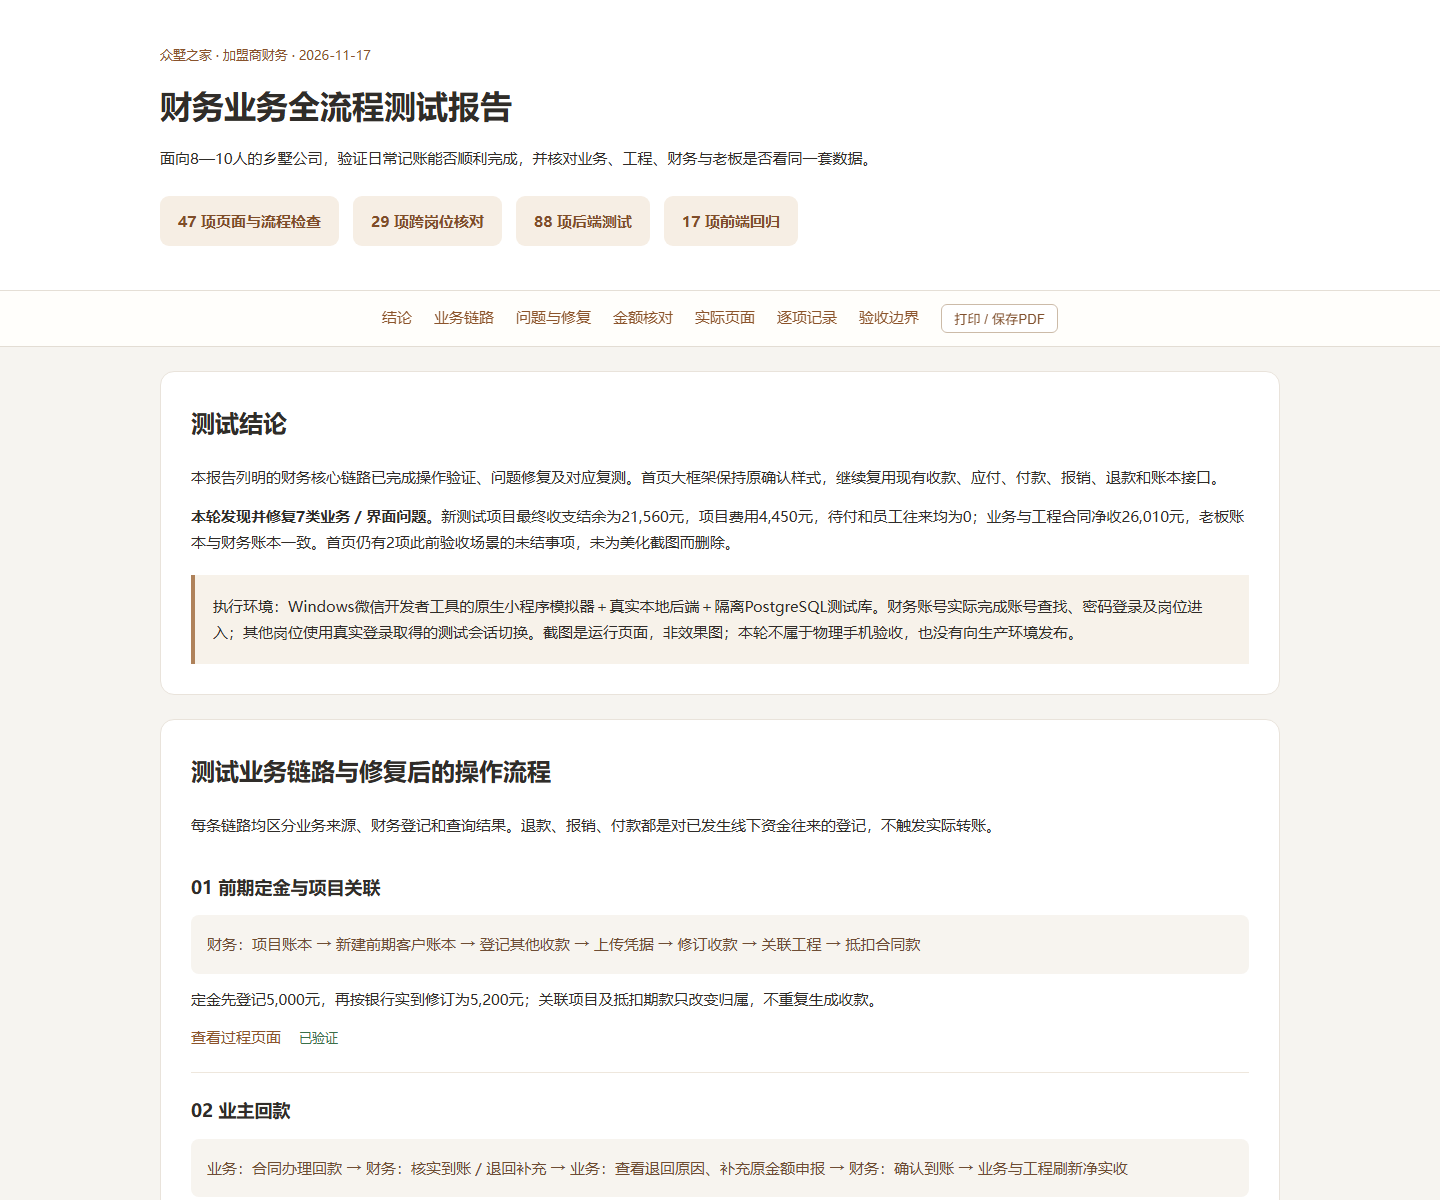 众墅之家 · 加盟商财务 · 2026-11-17
财务业务全流程测试报告
面向8—10人的乡墅公司，验证日常记账能否顺利完成，并核对业务、工程、财务与老板是否看同一套数据。
47 项页面与流程检查
29 项跨岗位核对
88 项后端测试
17 项前端回归
结论
业务链路
问题与修复
金额核对
实际页面
逐项记录
验收边界
打印 / 保存PDF
测试结论
本报告列明的财务核心链路已完成操作验证、问题修复及对应复测。首页大框架保持原确认样式，继续复用现有收款、应付、付款、报销、退款和账本接口。
本轮发现并修复7类业务 / 界面问题。新测试项目最终收支结余为21,560元，项目费用4,450元，待付和员工往来均为0；业务与工程合同净收26,010元，老板账
本与财务账本一致。首页仍有2项此前验收场景的未结事项，未为美化截图而删除。
执行环境：Windows微信开发者工具的原生小程序模拟器＋真实本地后端＋隔离PostgreSQL测试库。财务账号实际完成账号查找、密码登录及岗位进
入；其他岗位使用真实登录取得的测试会话切换。截图是运行页面，非效果图；本轮不属于物理手机验收，也没有向生产环境发布。
测试业务链路与修复后的操作流程
每条链路均区分业务来源、财务登记和查询结果。退款、报销、付款都是对已发生线下资金往来的登记，不触发实际转账。
01 前期定金与项目关联
财务：项目账本 → 新建前期客户账本 → 登记其他收款 → 上传凭据 → 修订收款 → 关联工程 → 抵扣合同款
定金先登记5,000元，再按银行实到修订为5,200元；关联项目及抵扣期款只改变归属，不重复生成收款。
查看过程页面
已验证
02 业主回款
业务：合同办理回款 → 财务：核实到账 / 退回补充 → 业务：查看退回原因、补充原金额申报 → 财务：确认到账 → 业务与工程刷新净实收